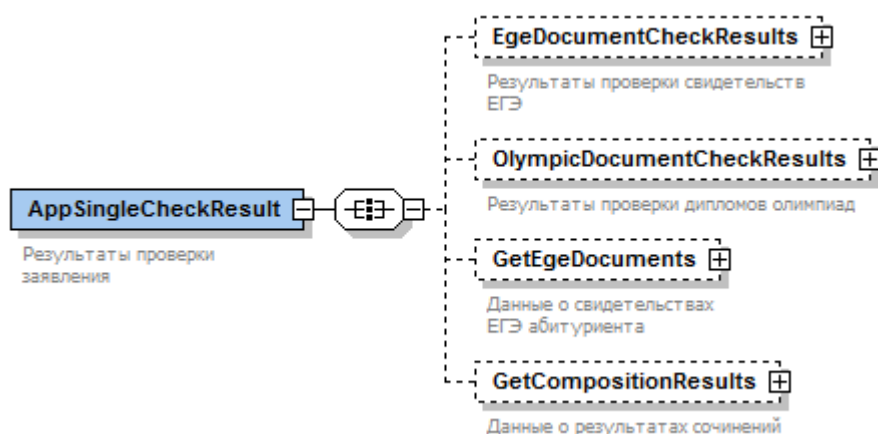 EgeDocumentCheckResults
Результаты проверки свидетельств
ЕГЭ
OlympicDocumentCheckResults
Результаты проверки дипломов олимпиад
AppSingleCheckResult
Результаты проверки
заявления
GetEgeDocuments
Данные о свидетельствах
ЕГЭ абитуриента
GetCompositionResults
Данные о результатах сочинений